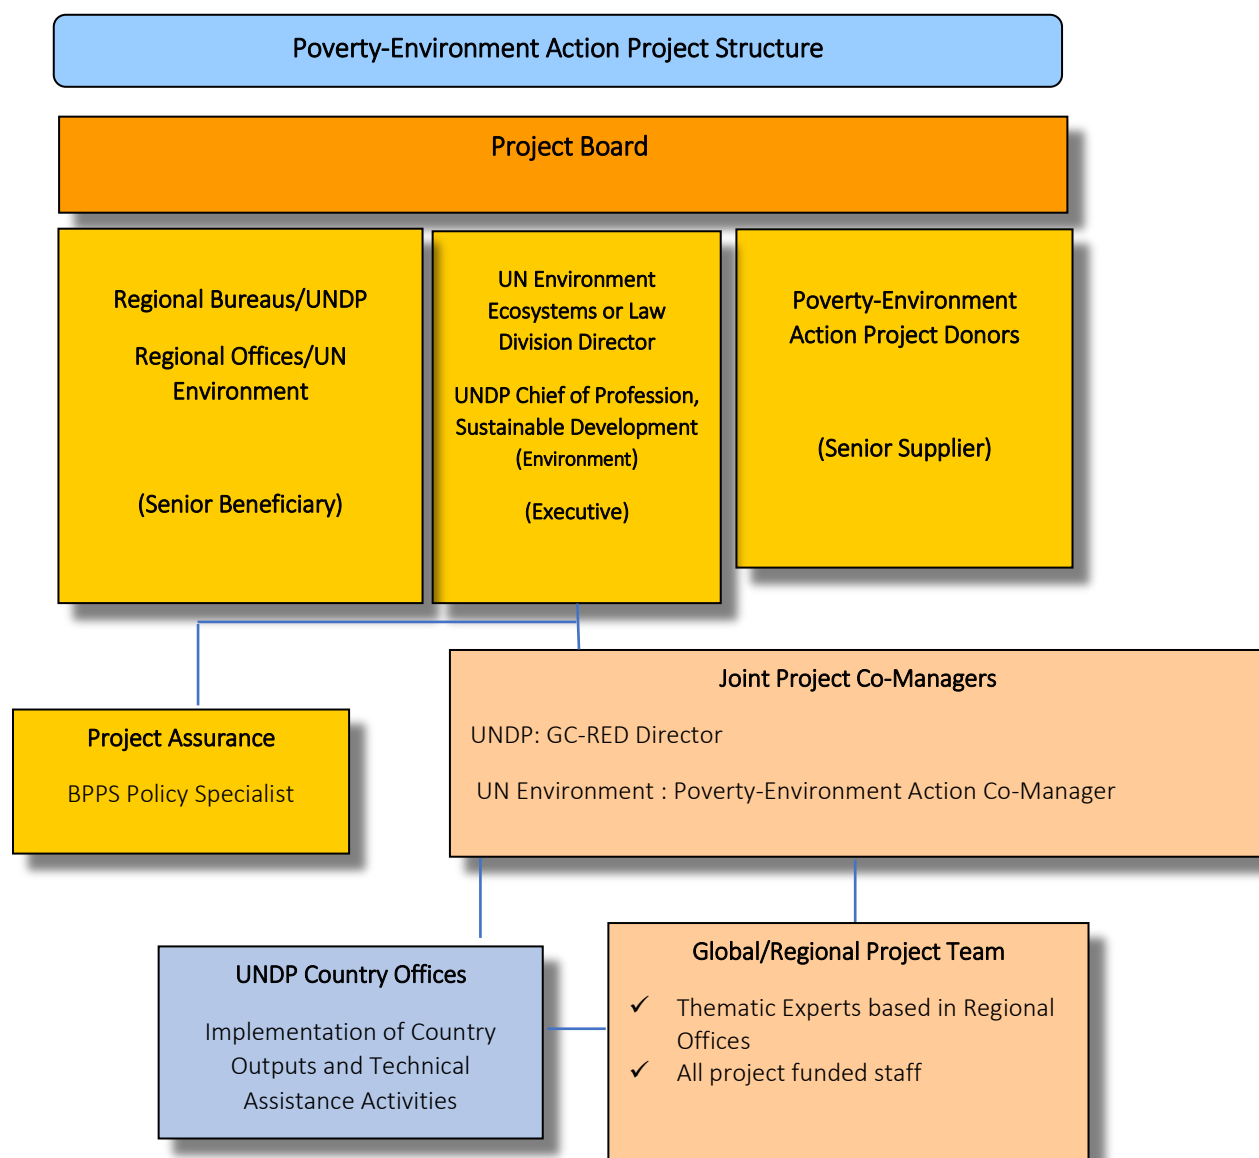 Poverty-Environment Action Project Structure
Project Board
Regional Bureaus/UNDP
Regional Offices/UN
Environment
(Senior Beneficiary)
UN Environment
Ecosystems or Law
Division Director
UNDP Chief of Profession,
Sustainable Development
(Environment)
(Executive)
Poverty-Environment
Action Project Donors
(Senior Supplier)
Project Assurance
BPPS Policy Specialist
Joint Project Co-Managers
UNDP: GC-RED Director
UN Environment : Poverty-Environment Action Co-Manager
UNDP Country Offices
Implementation of Country
Outputs and Technical
Assistance Activities
Global/Regional Project Team
✓ Thematic Experts based in Regional
Offices
✓ All project funded staff